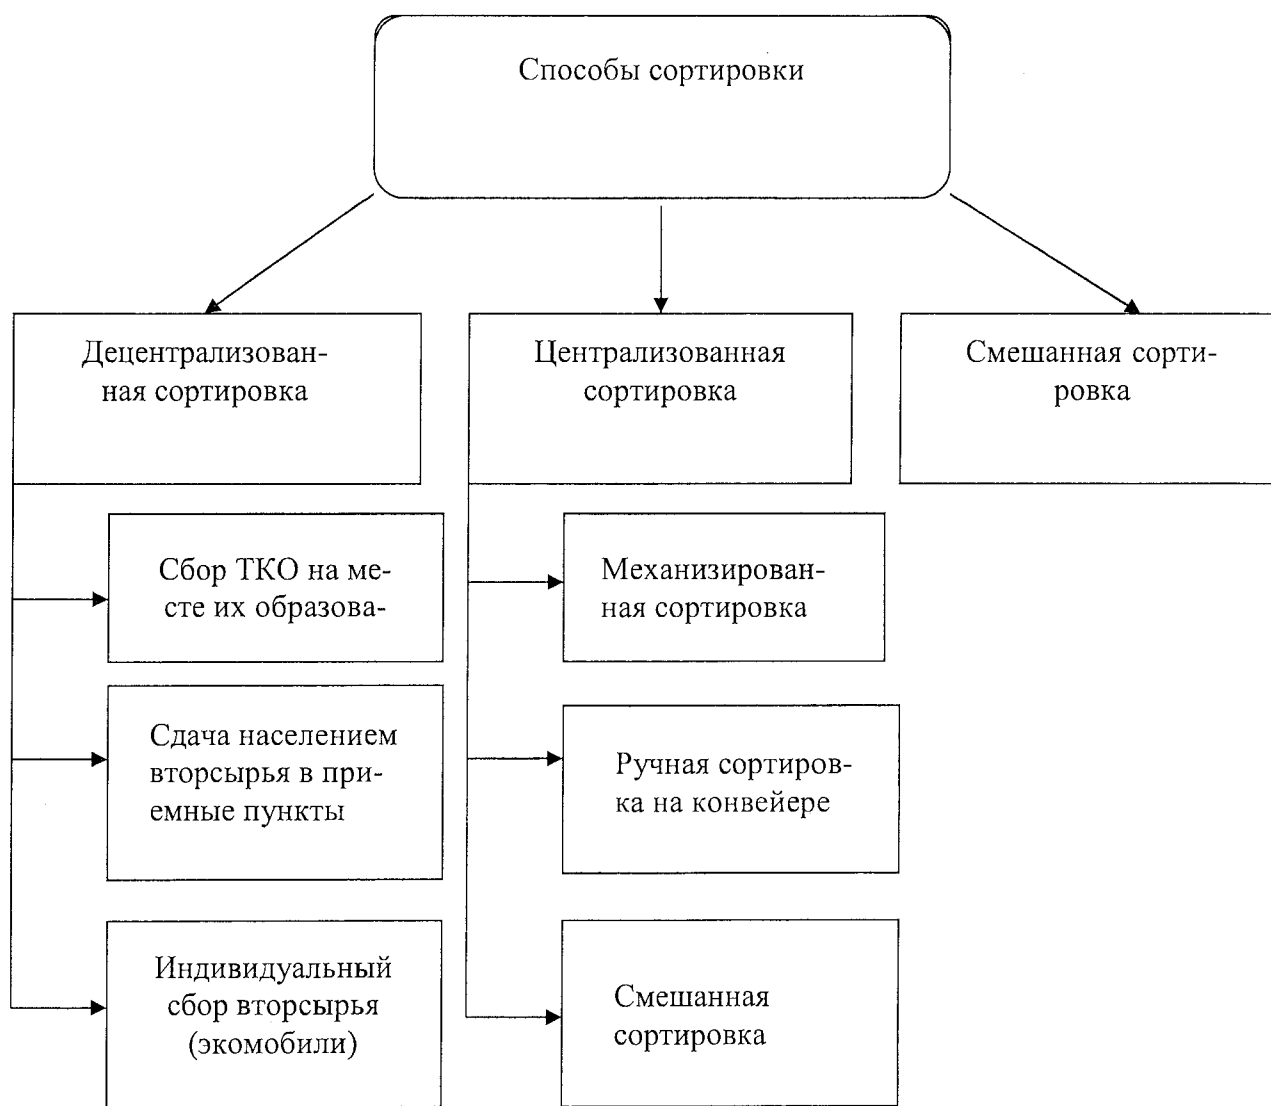 Способы сортировки
Децентрализован-
ная сортировка
Централизованная
сортировка
Смешанная сорти-
ровка
Сбор ТКО на ме-
сте их образова-
Сдача населением
вторсырья в при-
емные пункты
Индивидуальный
сбор вторсырья
(экомобили)
Механизирован-
ная сортировка
Ручная сортиров-
ка на конвейере
Смешанная
сортировка